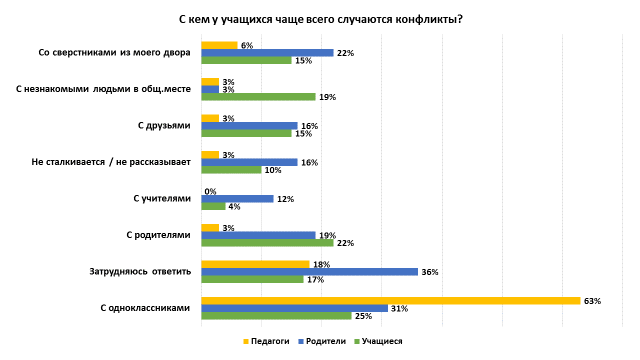 С кем у учащихся чаще всего случаются конфликты?
Со сверстниками из моего двора
6%
22%
15%
С незнакомыми людьми в общ.месте
3%
3%
19%
С друзьями
3%
16%
15%
Не сталкивается / не рассказывает
3%
16%
10%
С учителями
0%
12%
4%
С родителями
3%
19%
22%
Затрудняюсь ответить
18%
36%
17%
С одноклассниками
63%
31%
25%
Педагоги Родители Учащиеся